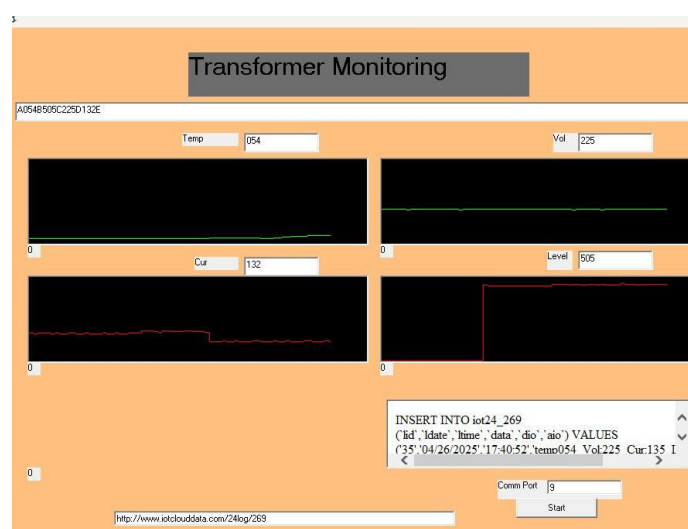 Transformer Monitoring
A054B505C225D132E
Temp 054
Vol 225
0
0
Cur 132
Level 505
0
0
INSERT INTO iot24_269
(`lid`,`ldate`,`ltime`,`data`,`dio`,`aio`) VALUES
('35','04/26/2025','17:40:52','temp054 Vol:225 Cur:135
0
Comm Port 9
Start
http://www.iotclouddata.com/24log/269